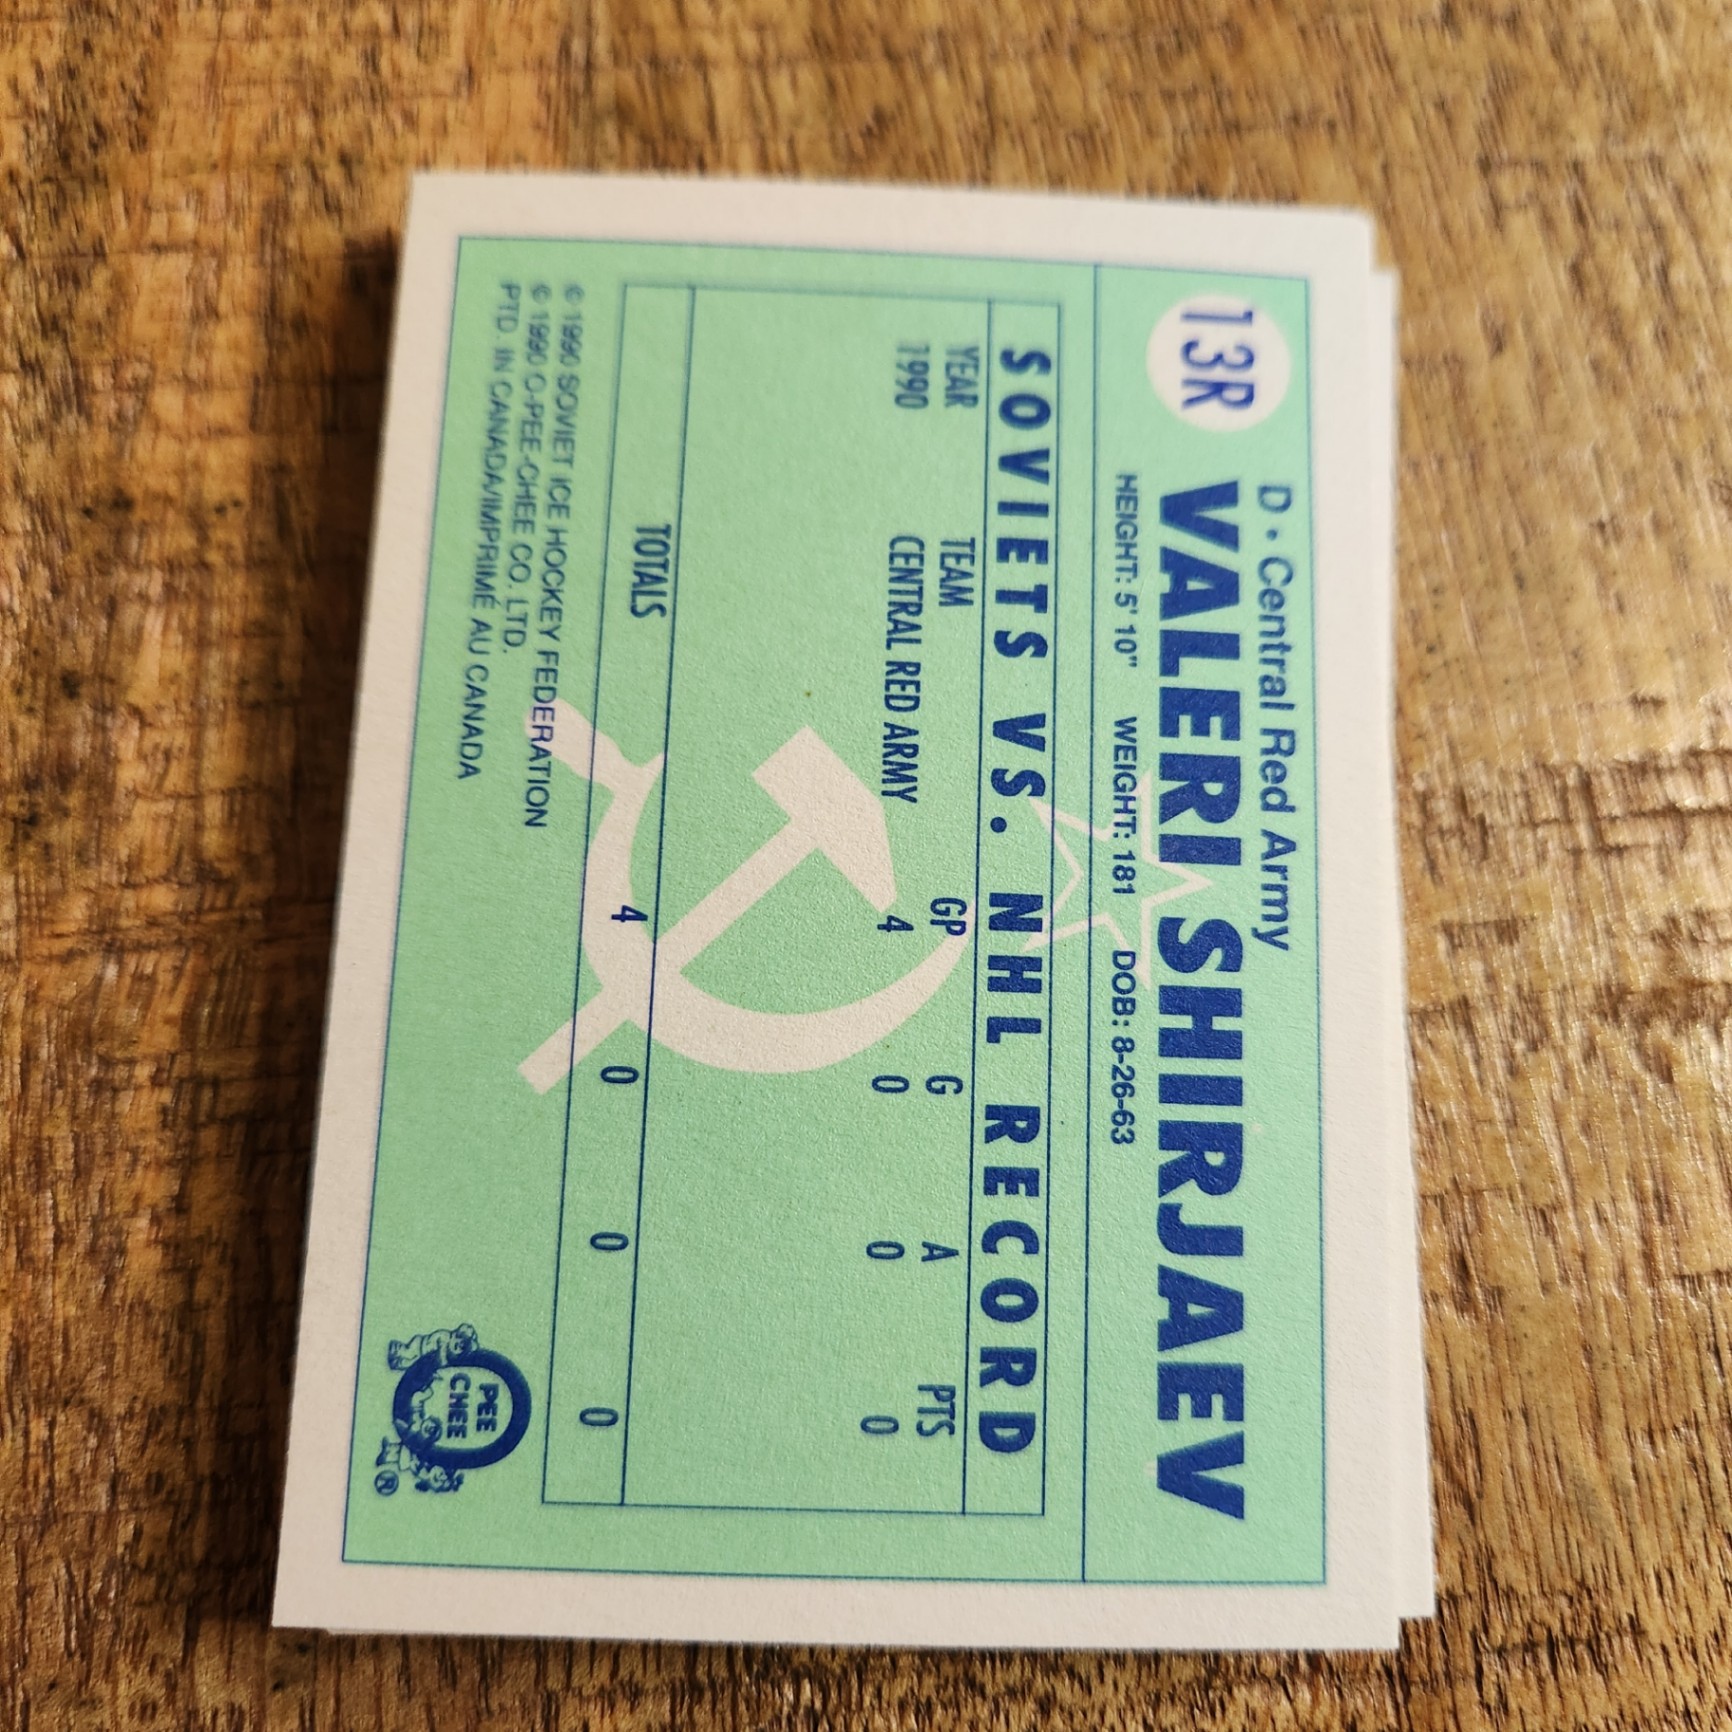 13R
D • Central Red Army
VALERI SHIRJAEV
HEIGHT: 5' 10" WEIGHT: 181 DOB: 8-26-63
SOVIETS VS. NHL RECORD
YEAR TEAM GP G A PTS
1990 CENTRAL RED ARMY 4 0 0 0
TOTALS 4 0 0 0
© 1990 SOVIET ICE HOCKEY FEDERATION
© 1990 O-PEE-CHEE CO. LTD.
PTD. IN CANADA/IMPRIMÉ AU CANADA
PEE
CHEE
®